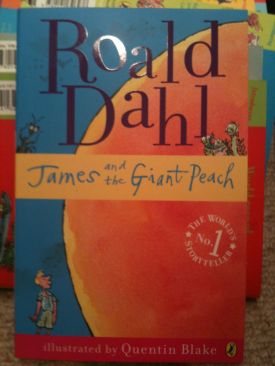 Roald
Dahl
James and the Giant Peach
THE WORLD'S
No.1
STORYTELLER
illustrated by Quentin Blake